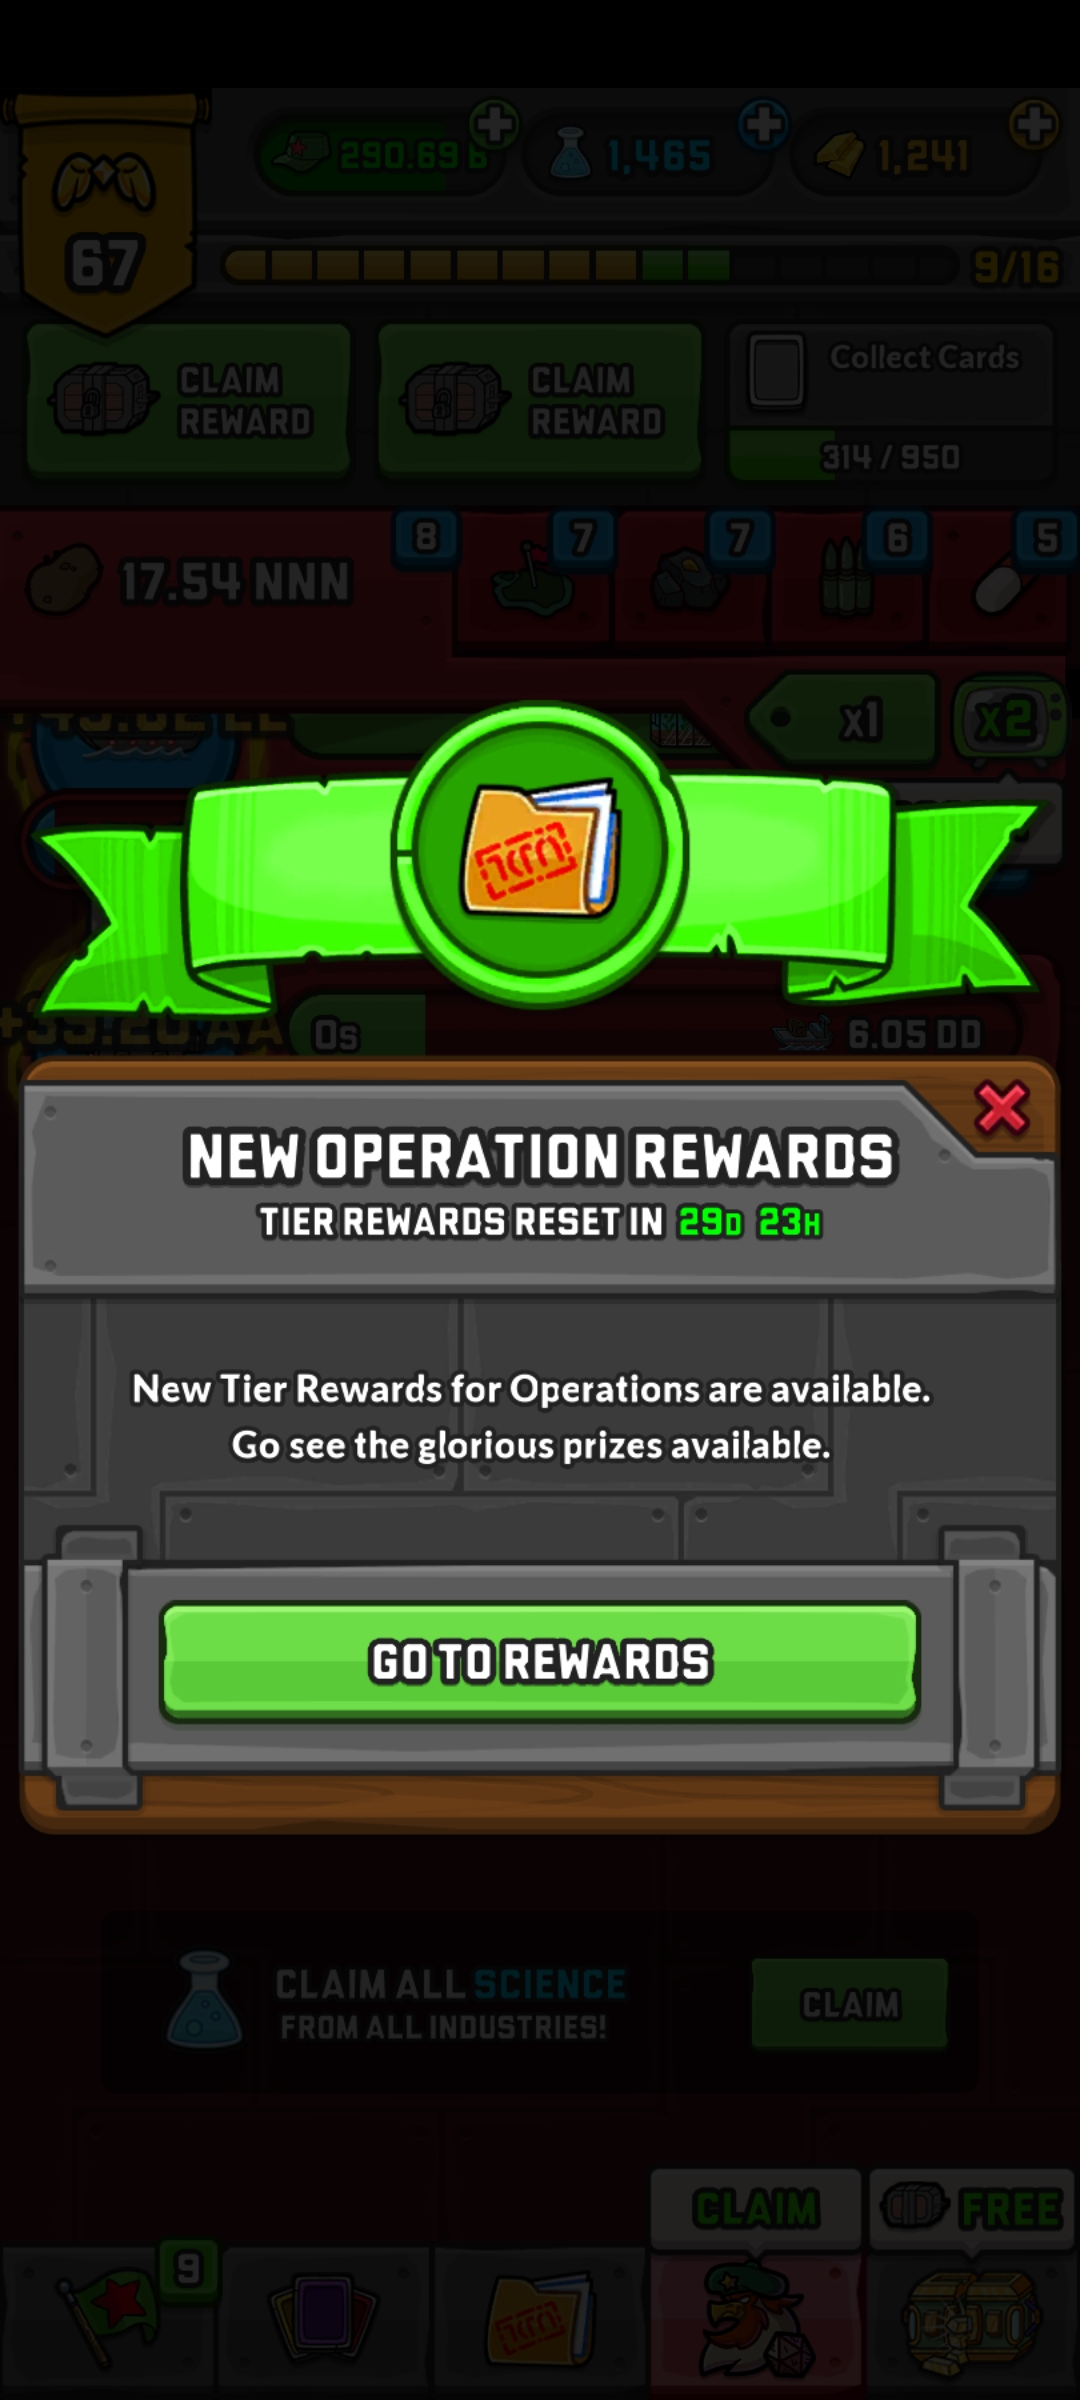 290.69 b
1,465
1,241
67
9/16
CLAIM
REWARD
CLAIM
REWARD
Collect Cards
314 / 950
17.54 NNN
8
7
7
6
5
x1
x2
0s
6.05 DD
NEW OPERATION REWARDS
TIER REWARDS RESET IN 29D 23H
New Tier Rewards for Operations are available.
Go see the glorious prizes available.
GO TO REWARDS
CLAIM ALL SCIENCE
FROM ALL INDUSTRIES!
CLAIM
CLAIM
FREE
9